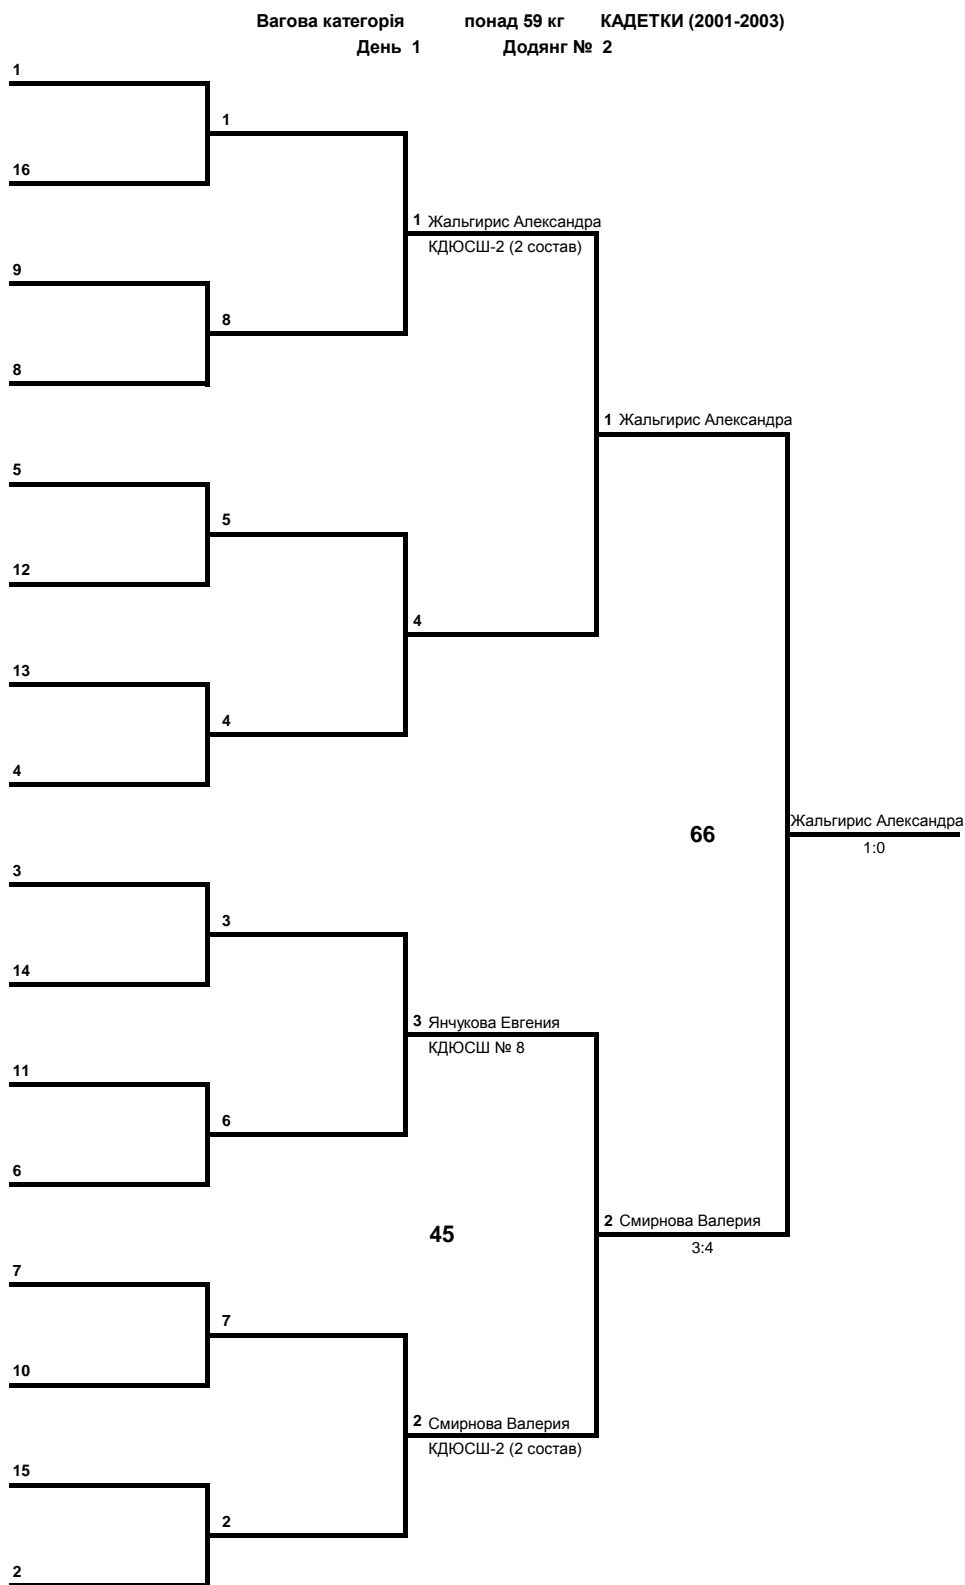 Вагова категорія понад 59 кг КАДЕТКИ (2001-2003)
День 1 Додянг № 2
1
1
16
1 Жальгирис Александра
КДЮСШ-2 (2 состав)
9
8
8
1 Жальгирис Александра
5
5
12
4
13
4
4
66
Жальгирис Александра
1:0
3
3
14
3 Янчукова Евгения
КДЮСШ № 8
11
6
6
45
2 Смирнова Валерия
3:4
7
7
10
2 Смирнова Валерия
КДЮСШ-2 (2 состав)
15
2
2